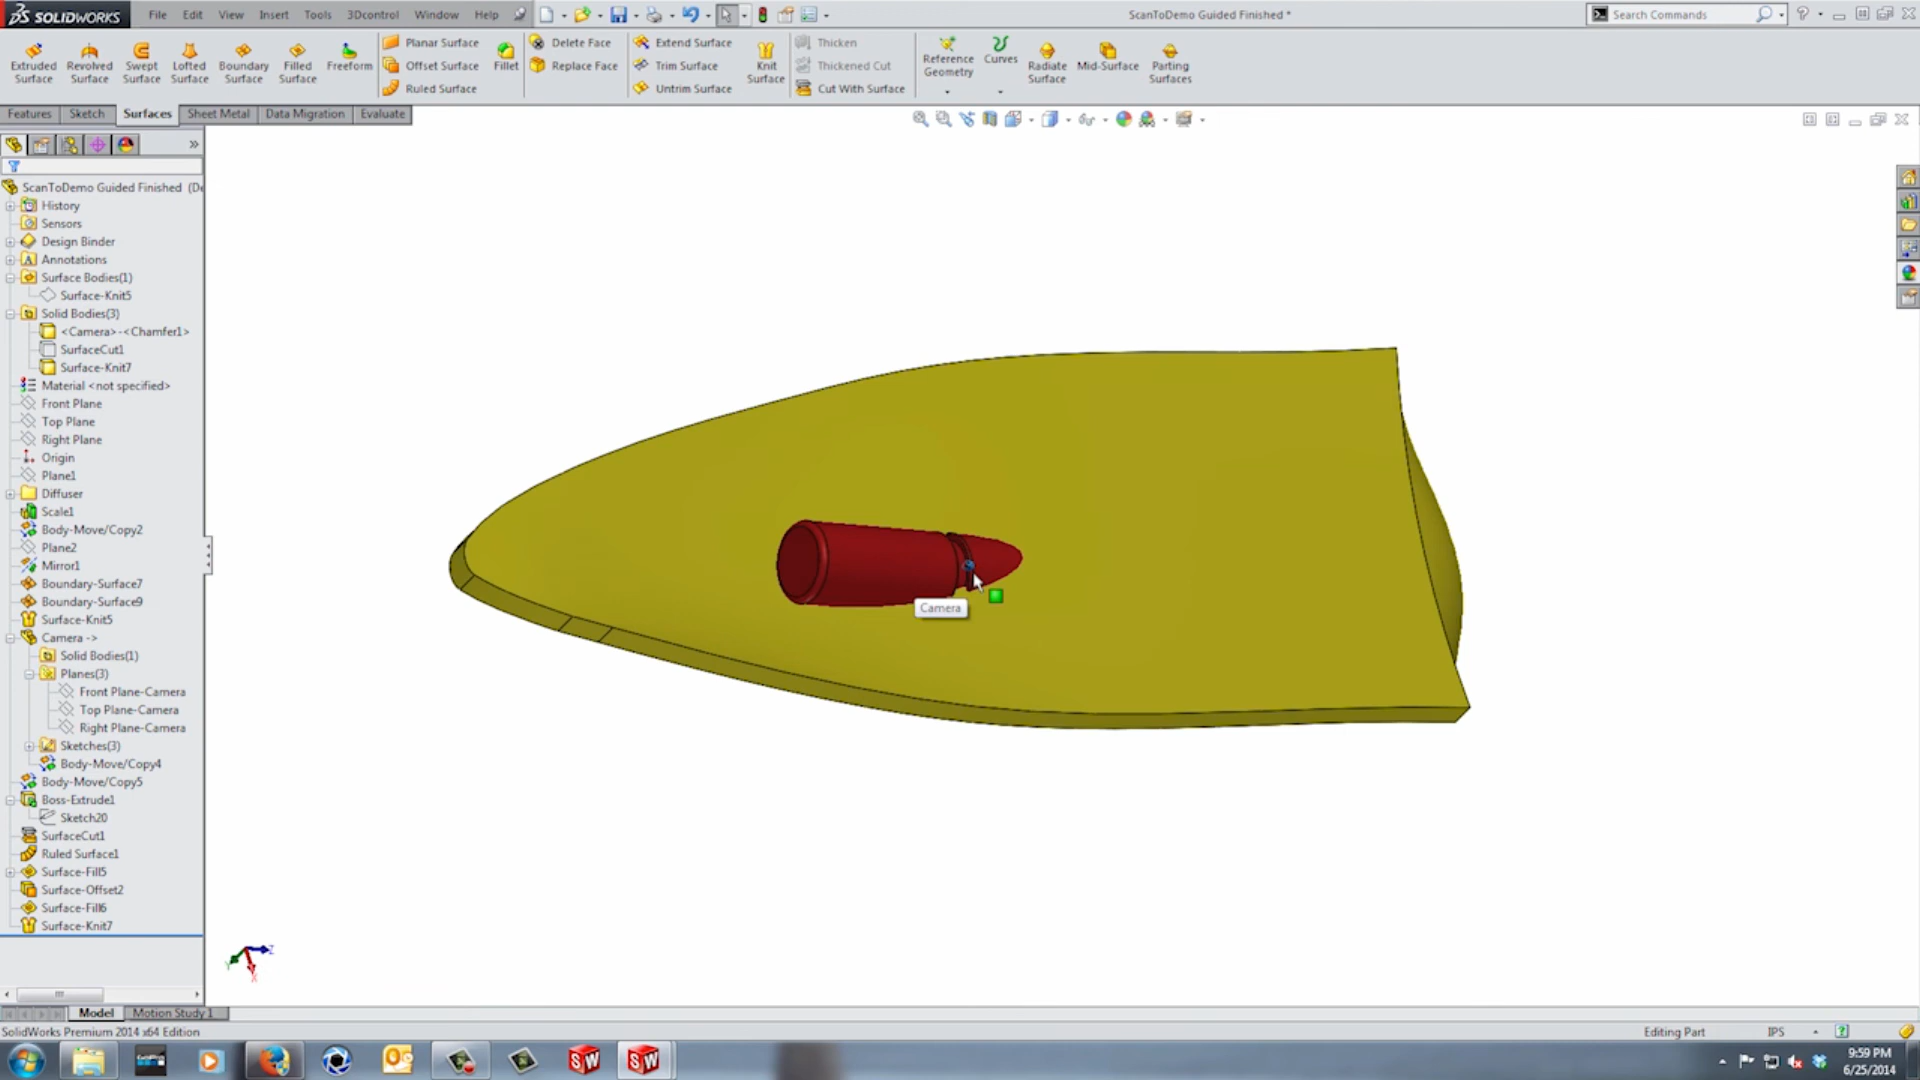 SOLIDWORKS File Edit View Insert Tools 3Dcontrol Window Help ScanToDemo Guided Finished * Search Commands
Extruded Surface
Revolved Surface
Swept Surface
Lofted Surface
Boundary Surface
Filled Surface
Freeform
Planar Surface
Offset Surface
Ruled Surface
Fillet
Delete Face
Replace Face
Extend Surface
Trim Surface
Untrim Surface
Knit Surface
Thicken
Thickened Cut
Cut With Surface
Reference Geometry
Curves
Radiate Surface
Mid-Surface
Parting Surfaces
Features Sketch Surfaces Sheet Metal Data Migration Evaluate
ScanToDemo Guided Finished (De
History
Sensors
Design Binder
Annotations
Surface Bodies(1)
Surface-Knit5
Solid Bodies(3)
<Camera>-<Chamfer1>
SurfaceCut1
Surface-Knit7
Material <not specified>
Front Plane
Top Plane
Right Plane
Origin
Plane1
Diffuser
Scale1
Body-Move/Copy2
Plane2
Mirror1
Boundary-Surface7
Boundary-Surface9
Surface-Knit5
Camera ->
Solid Bodies(1)
Planes(3)
Front Plane-Camera
Top Plane-Camera
Right Plane-Camera
Sketches(3)
Body-Move/Copy4
Body-Move/Copy5
Boss-Extrude1
Sketch20
SurfaceCut1
Ruled Surface1
Surface-Fill5
Surface-Offset2
Surface-Fill6
Surface-Knit7
Camera
Z
Y
X
Model Motion Study 1
SolidWorks Premium 2014 x64 Edition Editing Part IPS
9:59 PM
6/25/2014